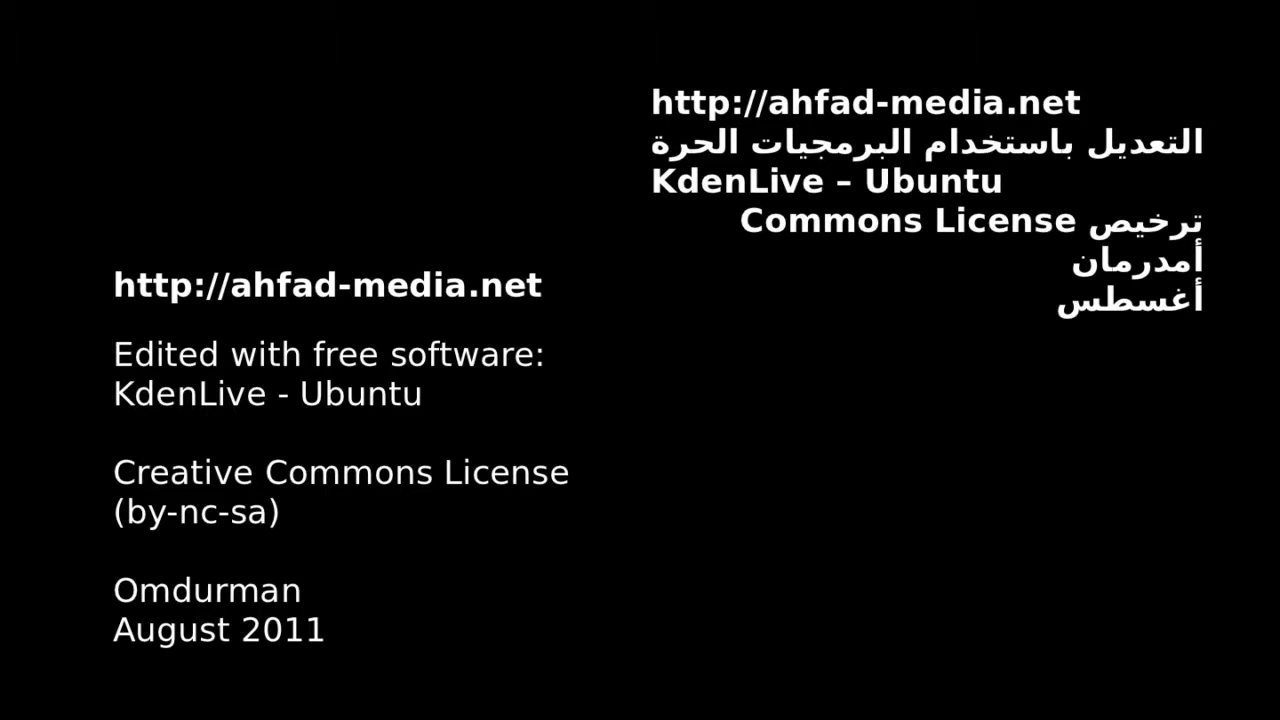 http://ahfad-media.net
التعديل باستخدام البرمجيات الحرة
KdenLive – Ubuntu
ترخيص Commons License
أمدرمان
أغسطس
http://ahfad-media.net
Edited with free software:
KdenLive - Ubuntu
Creative Commons License
(by-nc-sa)
Omdurman
August 2011